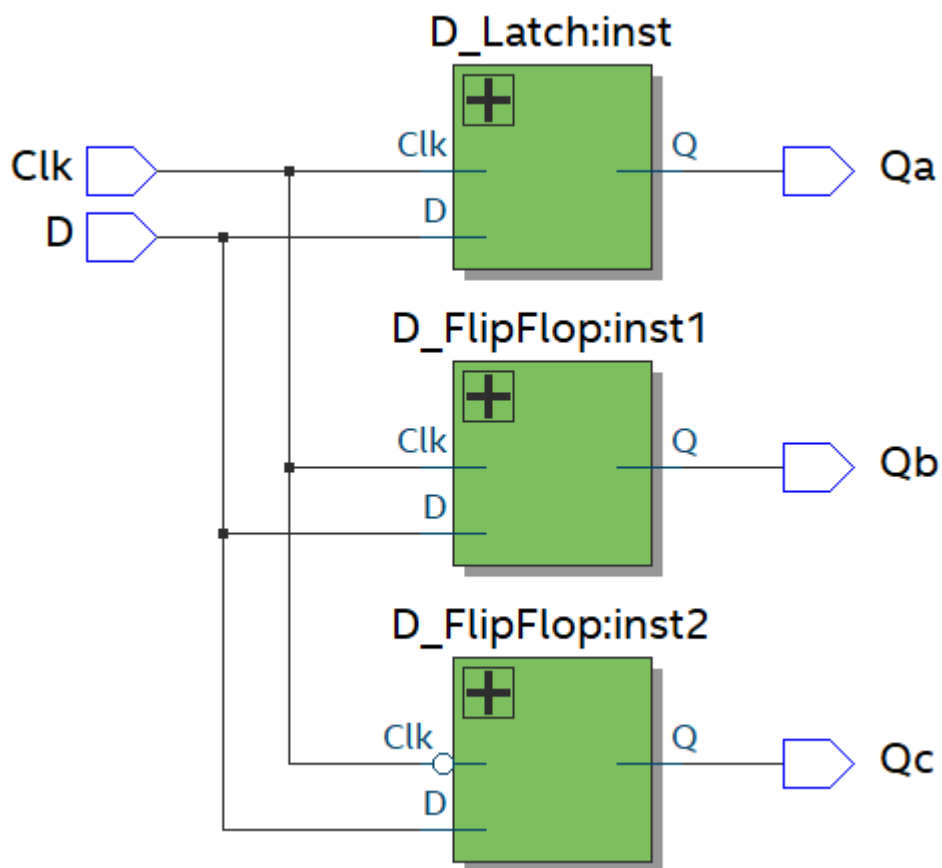 D_Latch:inst
Clk
D
Clk
D
Q
Qa
D_FlipFlop:inst1
Clk
D
Q
Qb
D_FlipFlop:inst2
Clk
D
Q
Qc